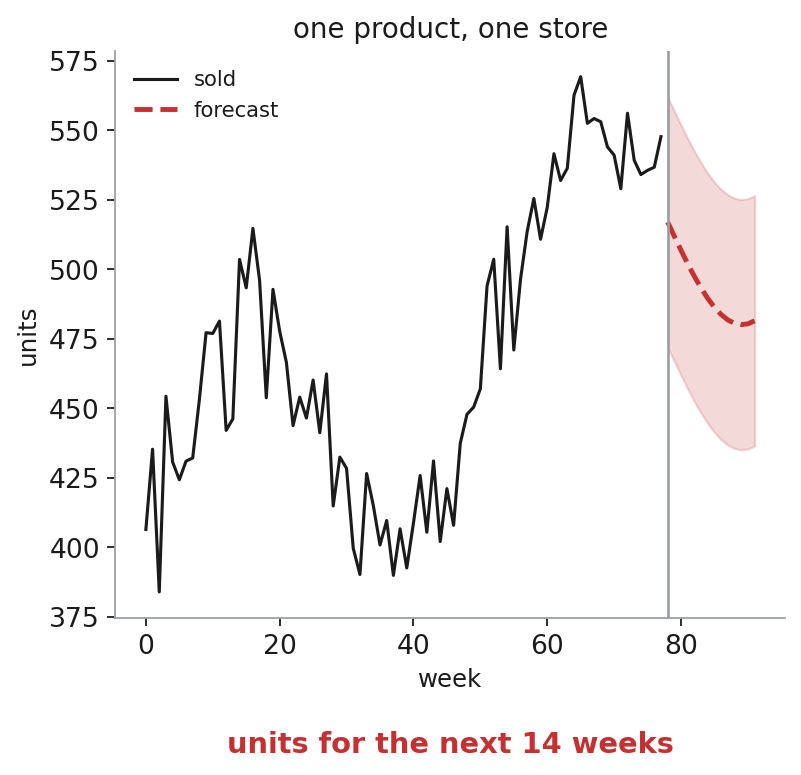 one product, one store
sold
forecast
575
550
525
500
475
450
425
400
375
units
0 20 40 60 80
week
units for the next 14 weeks